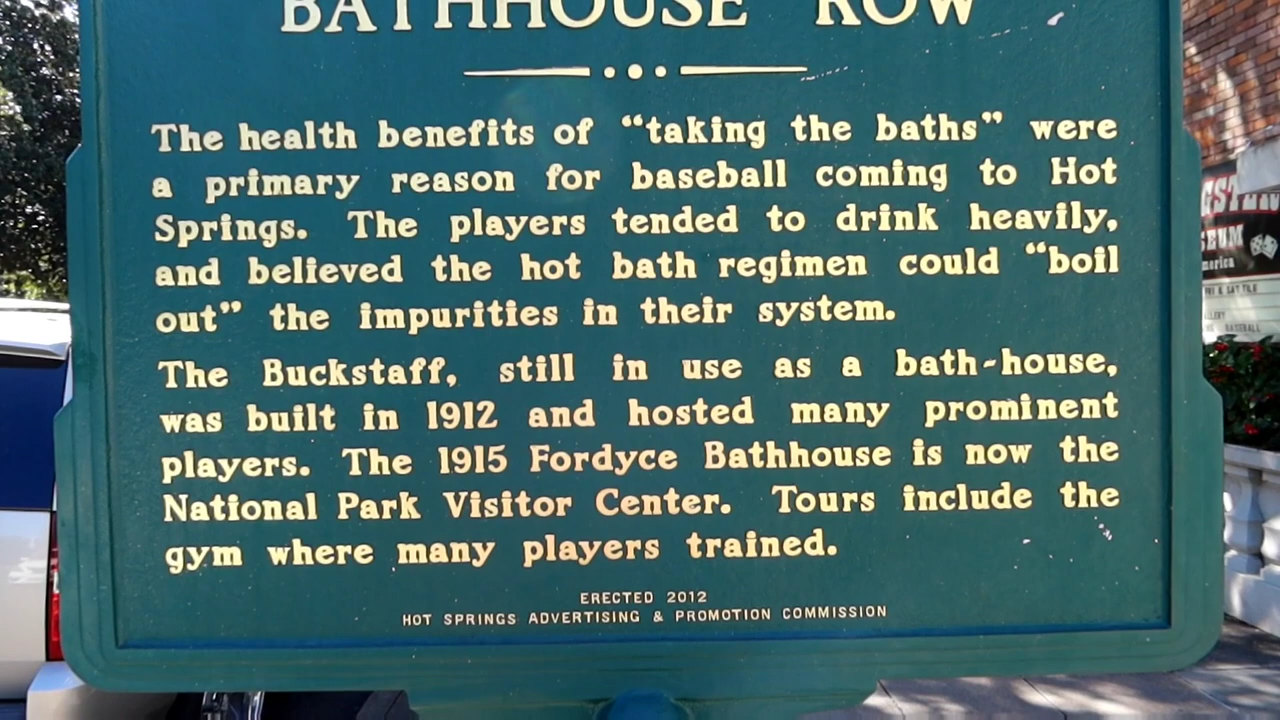 BATHHOUSE ROW
The health benefits of “taking the baths” were
a primary reason for baseball coming to Hot
Springs. The players tended to drink heavily,
and believed the hot bath regimen could “boil
out” the impurities in their system.
The Buckstaff, still in use as a bath-house,
was built in 1912 and hosted many prominent
players. The 1915 Fordyce Bathhouse is now the
National Park Visitor Center. Tours include the
gym where many players trained.
ERECTED 2012
HOT SPRINGS ADVERTISING & PROMOTION COMMISSION
BASEBALL